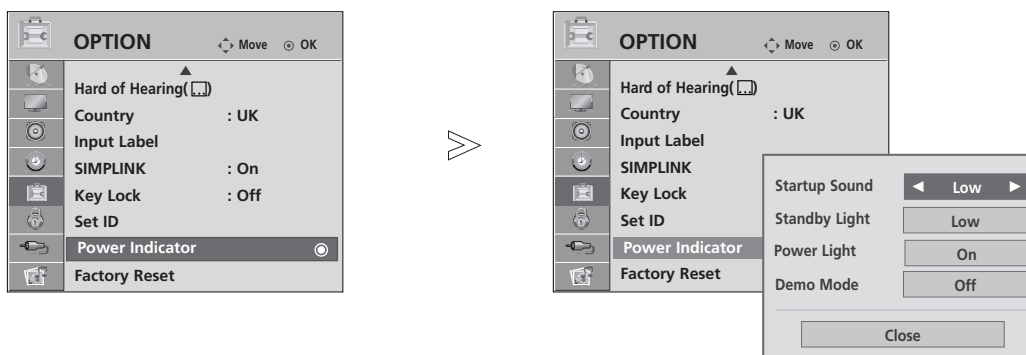 OPTION Move OK
Hard of Hearing( )
Country : UK
Input Label
SIMPLINK : On
Key Lock : Off
Set ID
Power Indicator
Factory Reset
OPTION Move OK
Hard of Hearing( )
Country : UK
Input Label
SIMPLINK
Key Lock
Set ID
Power Indicator
Factory Reset
Startup Sound ◄ Low ►
Standby Light Low
Power Light On
Demo Mode Off
Close